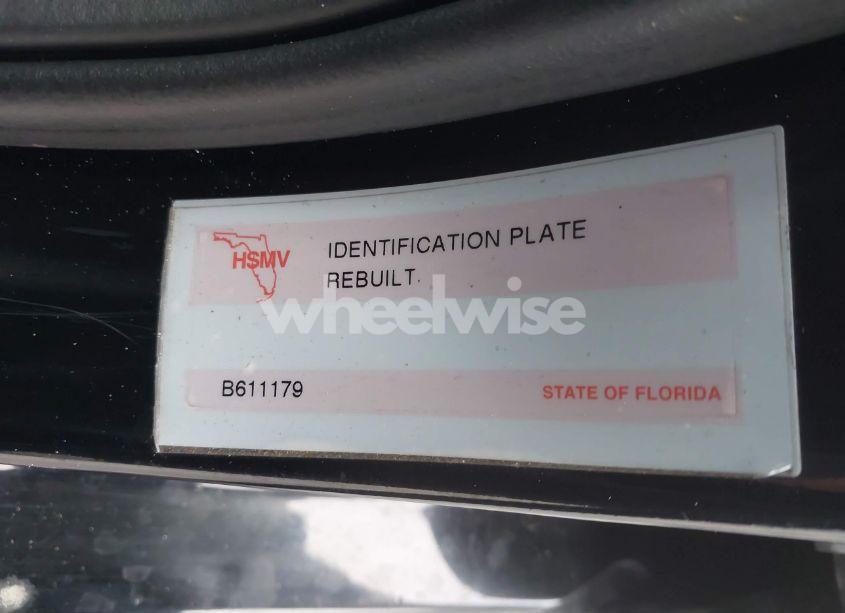 HSMV
IDENTIFICATION PLATE
REBUILT
wheelwise
B611179
STATE OF FLORIDA